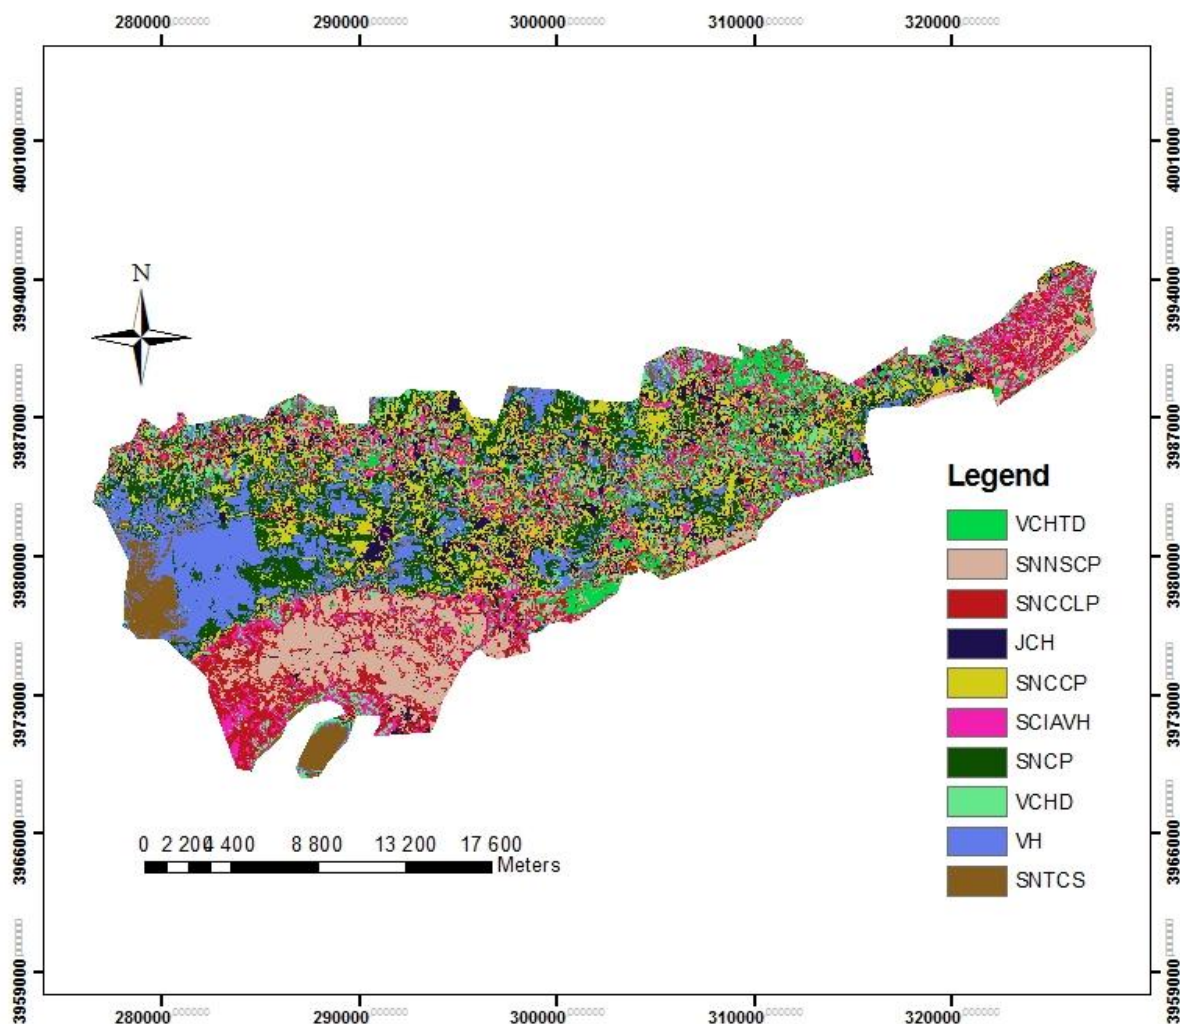 280000 290000 300000 310000 320000
4001000 4001000
N
3994000 3994000
3987000 3987000
Legend
VCHTD
SNNSCP
3980000 3980000
SNCCLP
JCH
SNCCP
3973000 3973000
SCIAVH
SNCP
VCHD
0 2 200 4 400 8 800 13 200 17 600
3966000 3966000
VH
Meters
SNTCS
3959000 3959000
280000 290000 300000 310000 320000